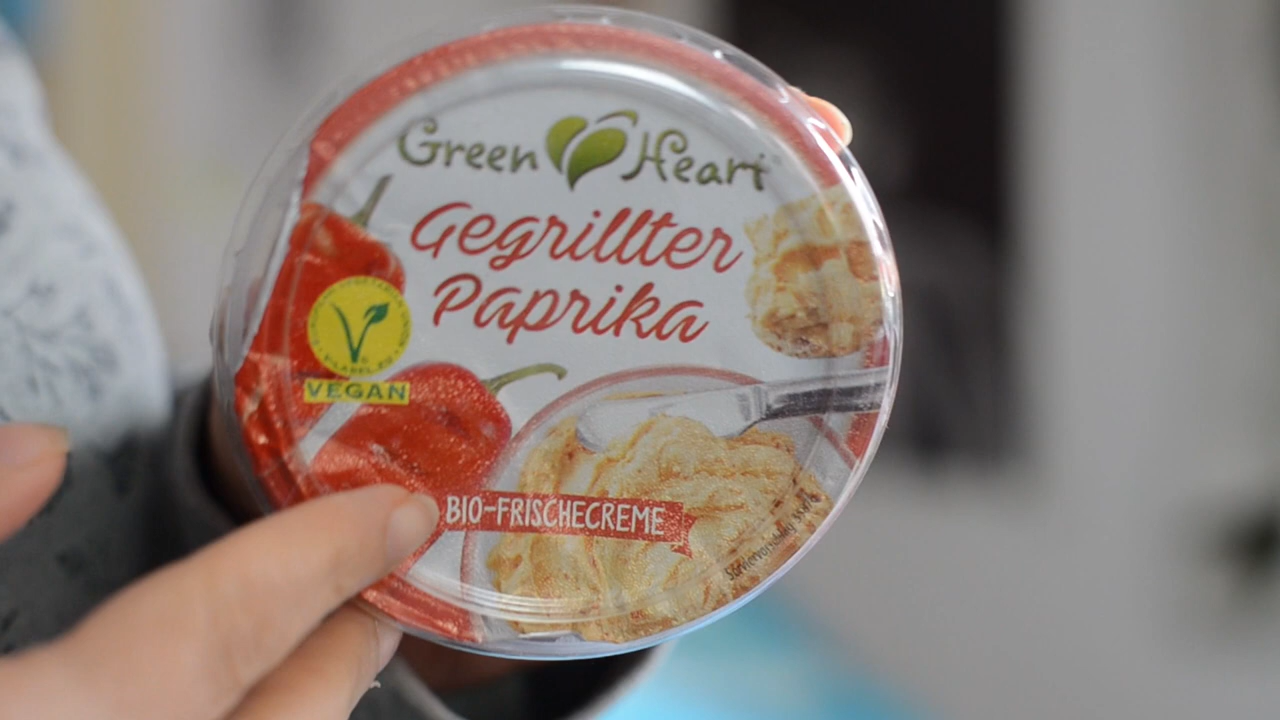 Green Heart
Gegrillter
Paprika
VEGAN
BIO-FRISCHECREME